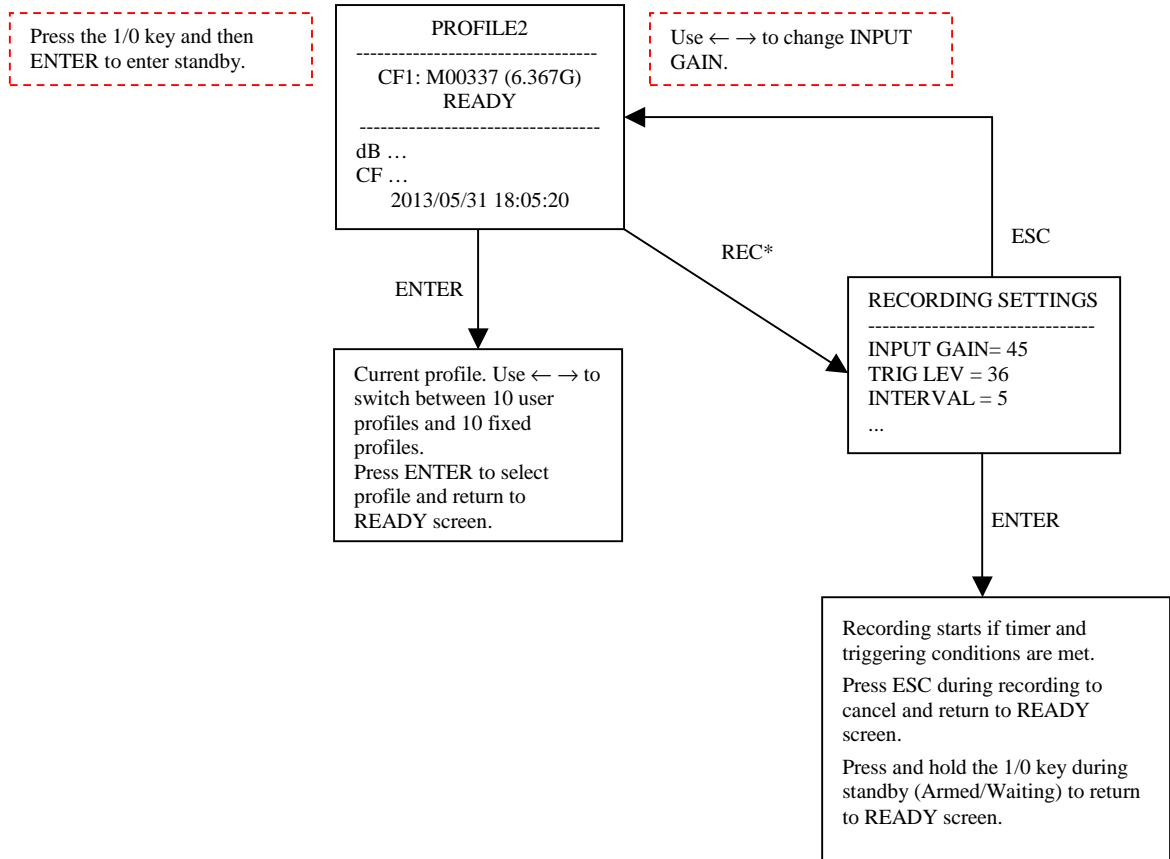 Press the 1/0 key and then
ENTER to enter standby.
PROFILE2
----------------------------------
CF1: M00337 (6.367G)
READY
----------------------------------
dB …
CF …
2013/05/31 18:05:20
Use ← → to change INPUT
GAIN.
ESC
REC*
ENTER
RECORDING SETTINGS
--------------------------------
INPUT GAIN= 45
TRIG LEV = 36
INTERVAL = 5
...
Current profile. Use ← → to
switch between 10 user
profiles and 10 fixed
profiles.
Press ENTER to select
profile and return to
READY screen.
ENTER
Recording starts if timer and
triggering conditions are met.
Press ESC during recording to
cancel and return to READY
screen.
Press and hold the 1/0 key during
standby (Armed/Waiting) to return
to READY screen.